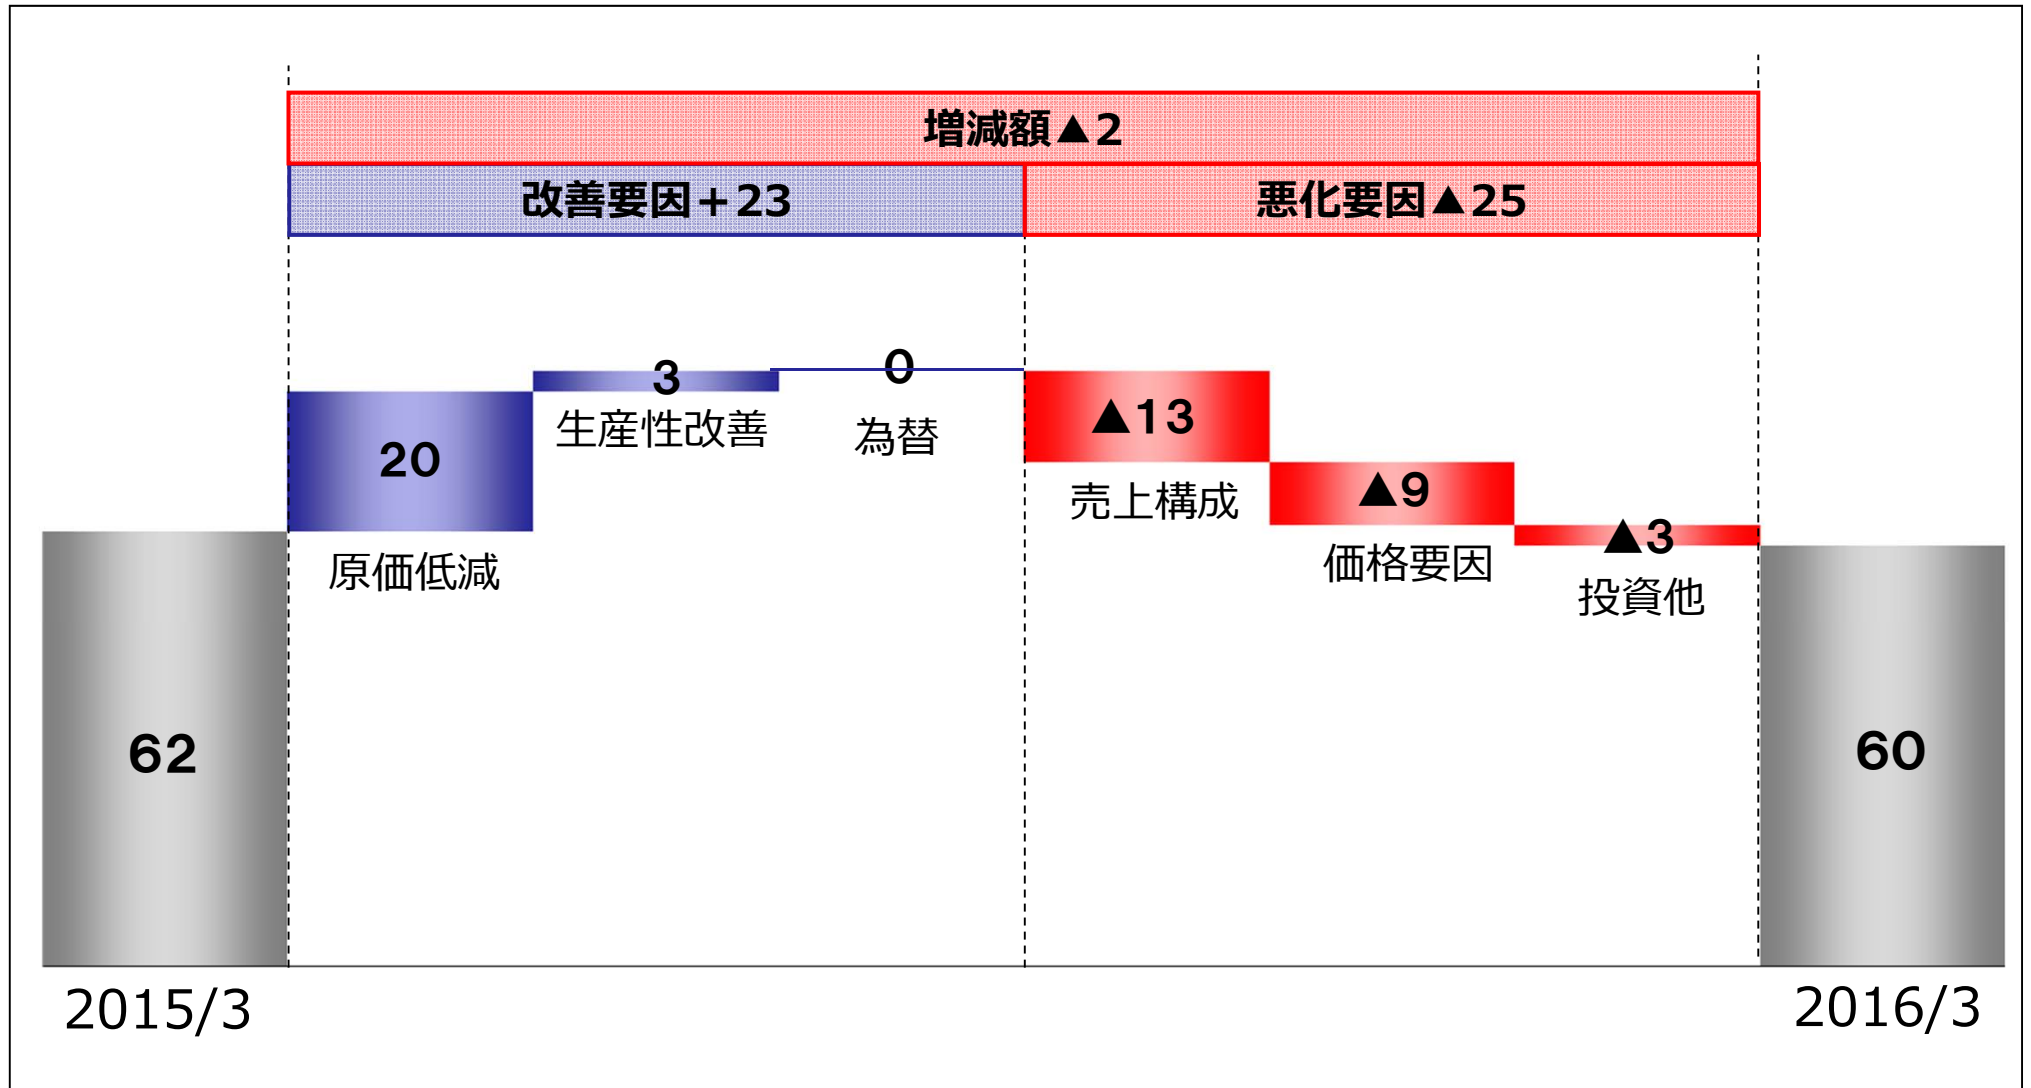 増減額▲2
改善要因＋23
悪化要因▲25
62
20
原価低減
3
生産性改善
0
為替
▲13
売上構成
▲9
価格要因
▲3
投資他
60
2015/3
2016/3